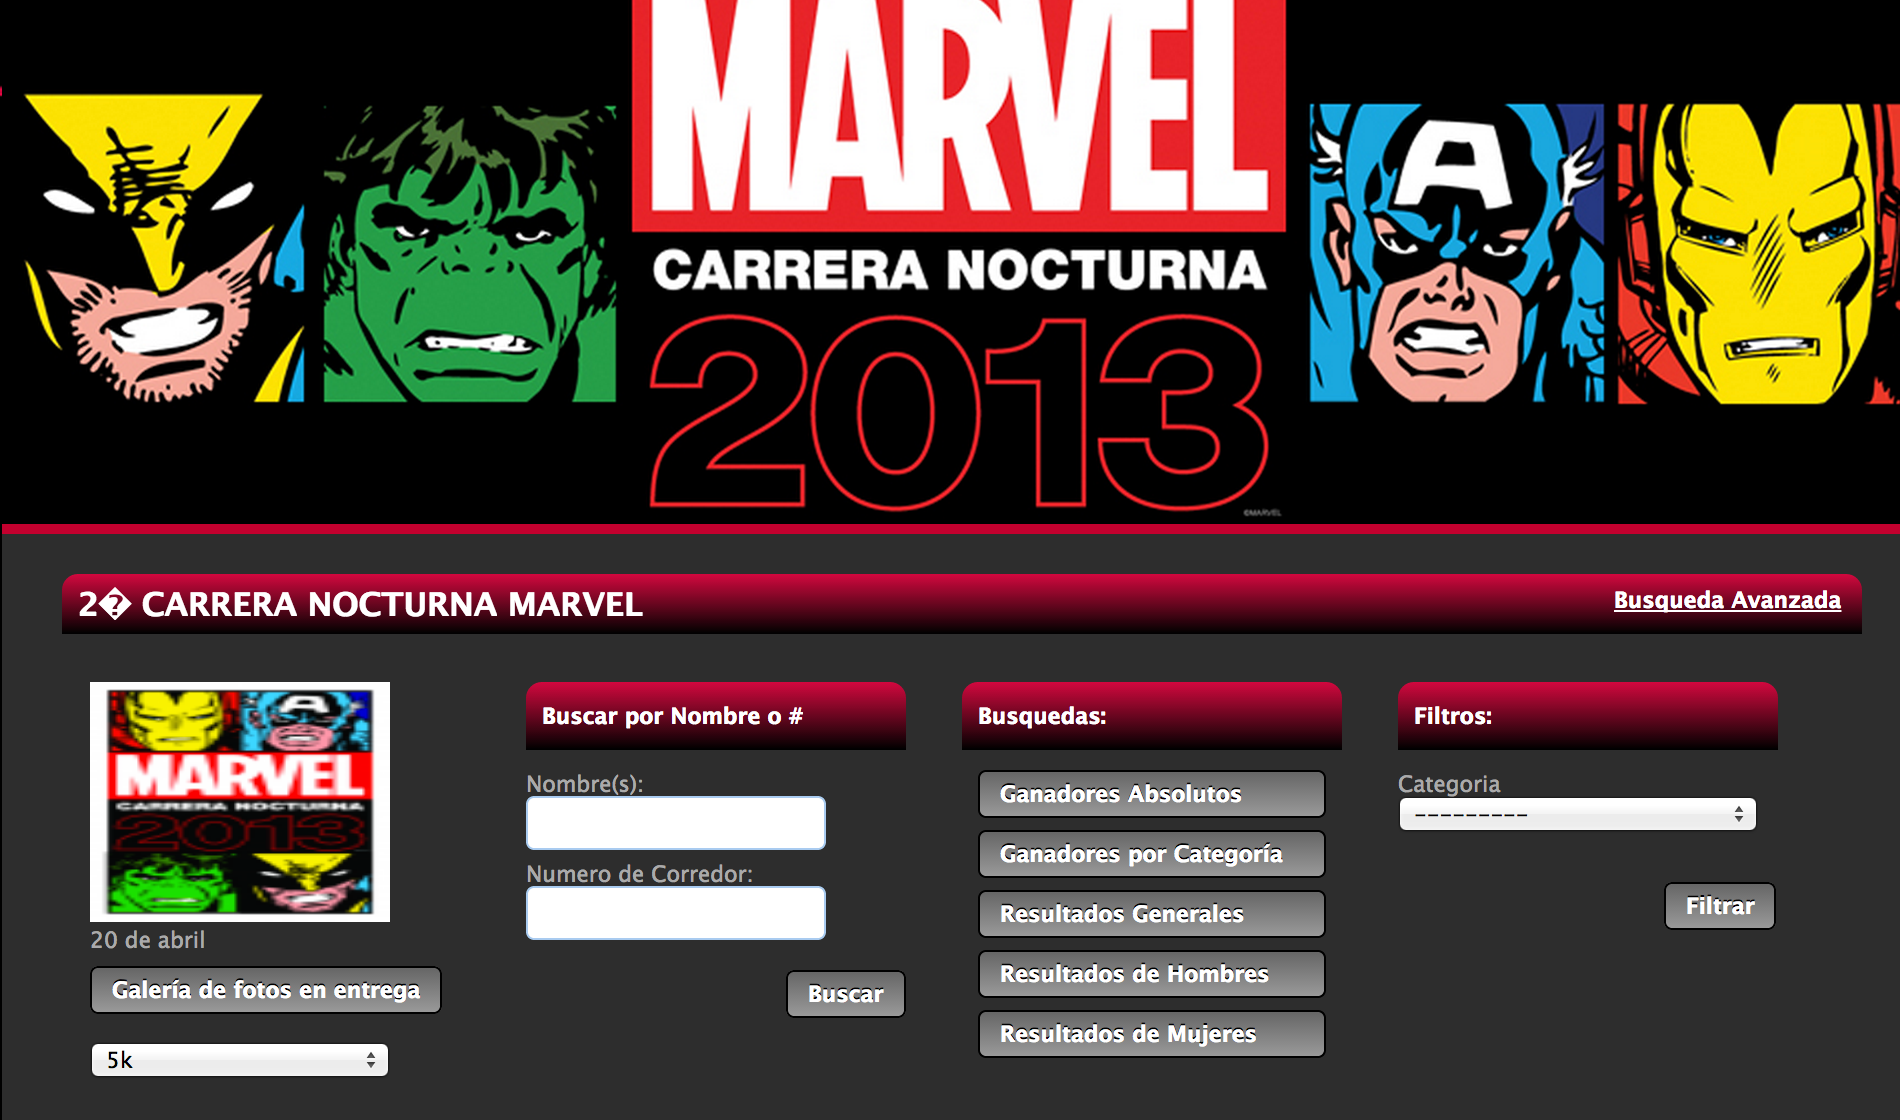 MARVEL
CARRERA NOCTURNA
2013
©MARVEL
2� CARRERA NOCTURNA MARVEL
Busqueda Avanzada
MARVEL
CARRERA NOCTURNA
2013
20 de abril
Galería de fotos en entrega
5k
Buscar por Nombre o #
Nombre(s):
Numero de Corredor:
Buscar
Busquedas:
Ganadores Absolutos
Ganadores por Categoría
Resultados Generales
Resultados de Hombres
Resultados de Mujeres
Filtros:
Categoria
---------
Filtrar